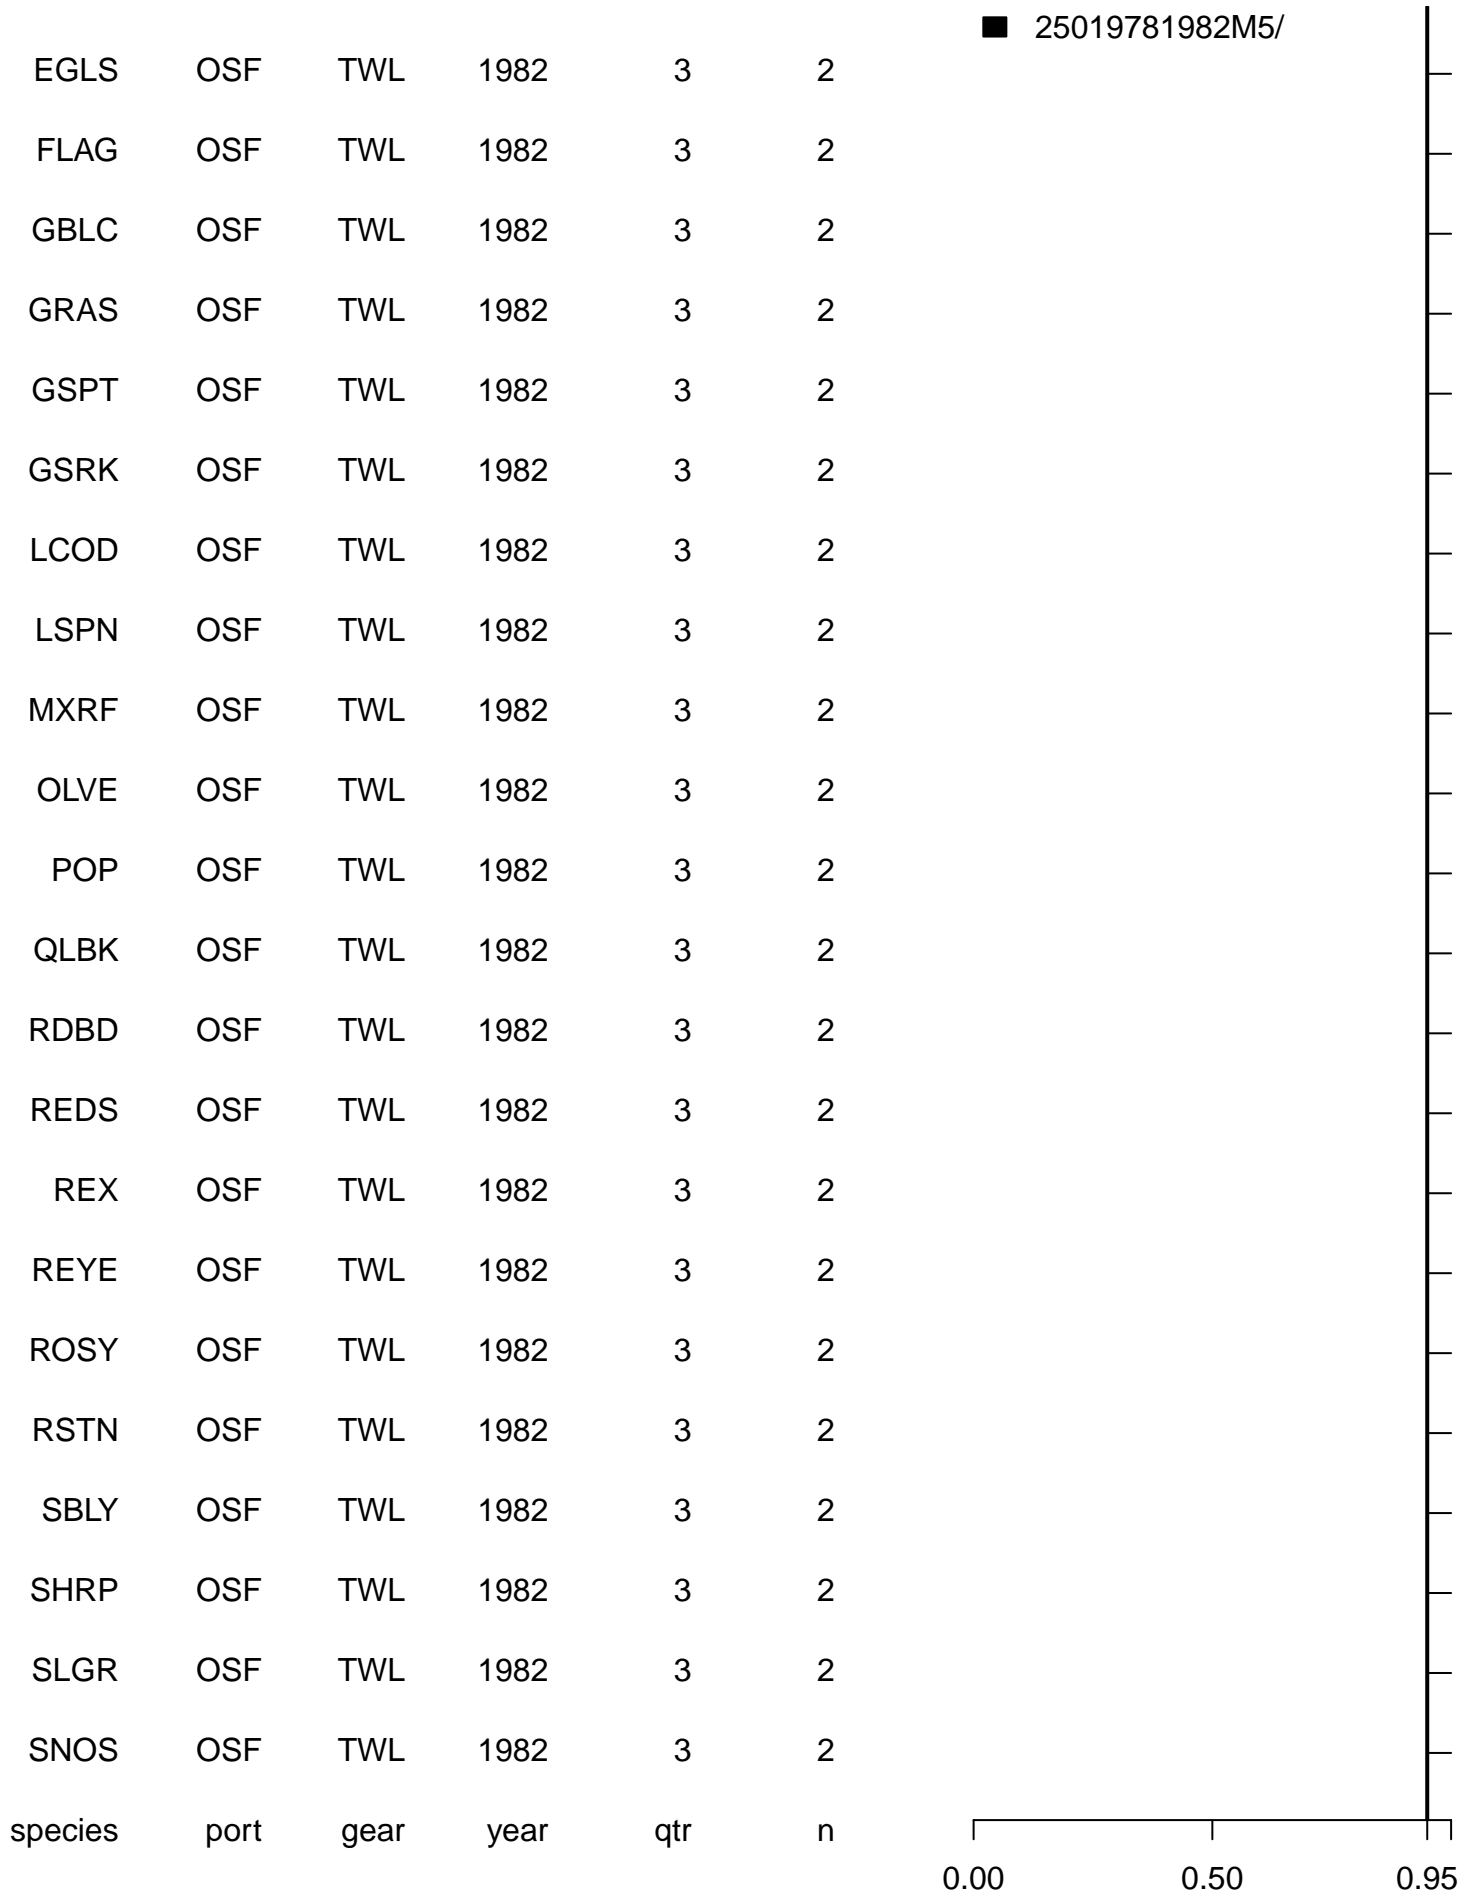 25019781982M5/
EGLS OSF TWL 1982 3 2
FLAG OSF TWL 1982 3 2
GBLC OSF TWL 1982 3 2
GRAS OSF TWL 1982 3 2
GSPT OSF TWL 1982 3 2
GSRK OSF TWL 1982 3 2
LCOD OSF TWL 1982 3 2
LSPN OSF TWL 1982 3 2
MXRF OSF TWL 1982 3 2
OLVE OSF TWL 1982 3 2
POP OSF TWL 1982 3 2
QLBK OSF TWL 1982 3 2
RDBD OSF TWL 1982 3 2
REDS OSF TWL 1982 3 2
REX OSF TWL 1982 3 2
REYE OSF TWL 1982 3 2
ROSY OSF TWL 1982 3 2
RSTN OSF TWL 1982 3 2
SBLY OSF TWL 1982 3 2
SHRP OSF TWL 1982 3 2
SLGR OSF TWL 1982 3 2
SNOS OSF TWL 1982 3 2
species port gear year qtr n
0.00 0.50 0.95